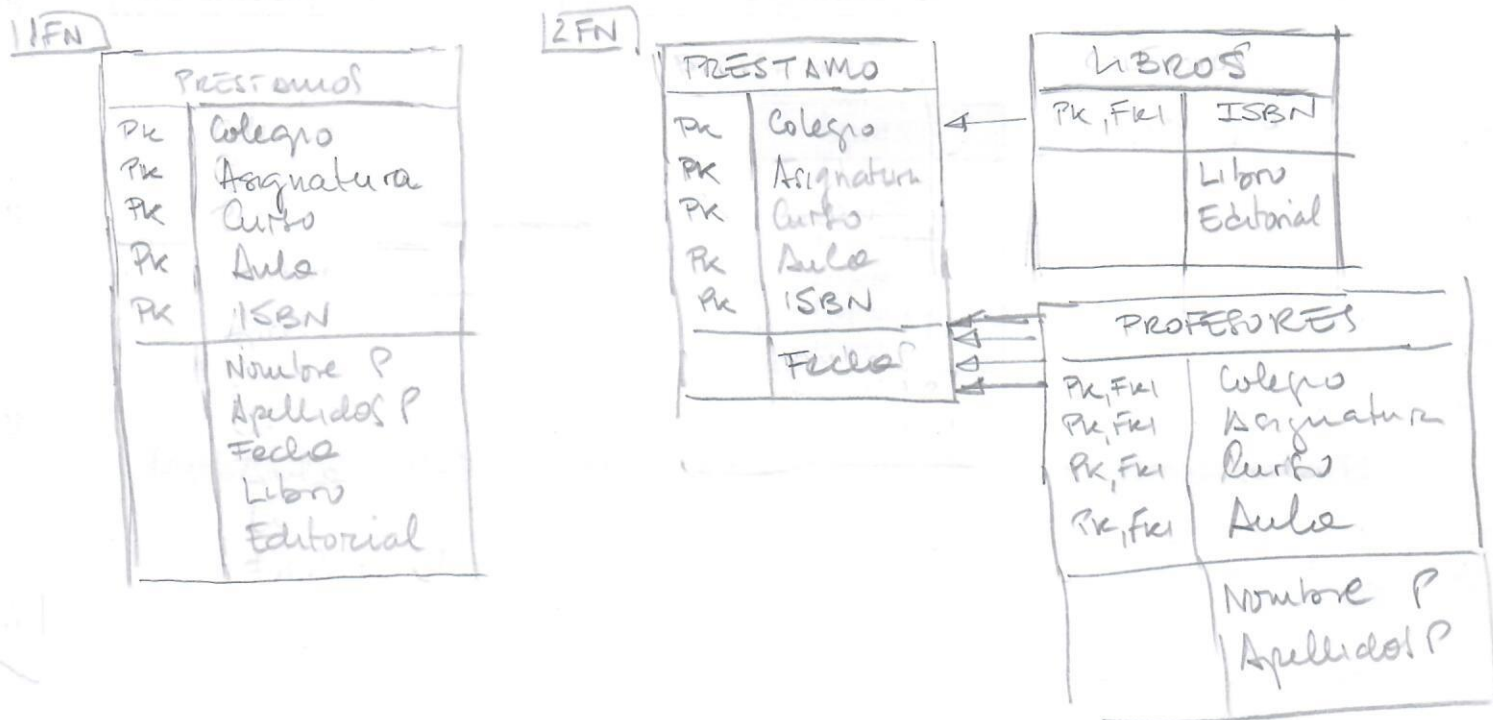 1FN
PRESTAMOS
PK Colegio
PK Asignatura
PK Curso
PK Aula
PK ISBN
Nombre P
Apellidos P
Fecha
Libro
Editorial
2FN
PRESTAMO
PK Colegio
PK Asignatura
PK Curso
PK Aula
PK ISBN
Fecha
LIBROS
PK, FK1 ISBN
Libro
Editorial
PROFESORES
PK, FK1 Colegio
PK, FK1 Asignatura
PK, FK1 Curso
PK, FK1 Aula
Nombre P
Apellidos P